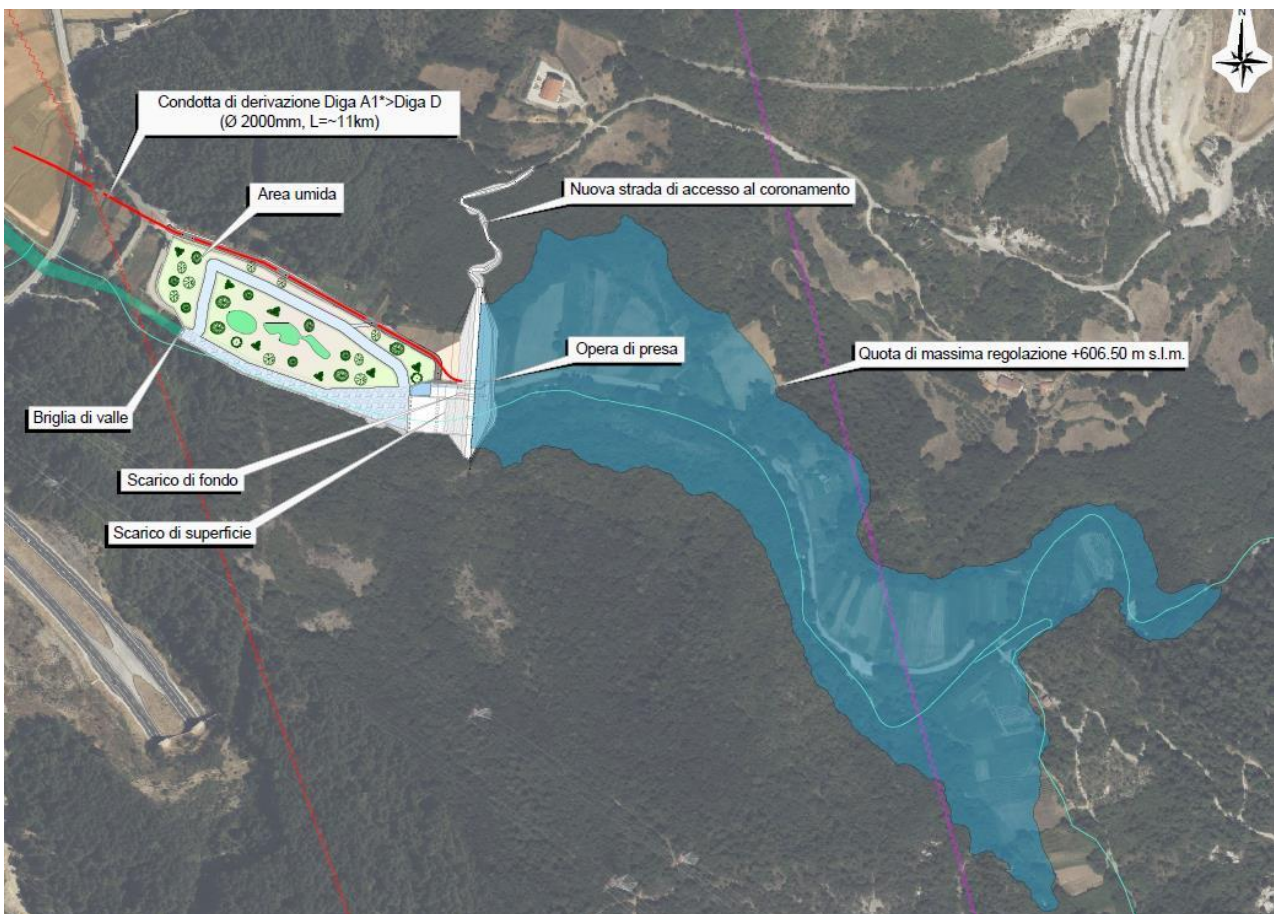 N
Condotta di derivazione Diga A1*>Diga D
(Ø 2000mm, L=~11km)
Area umida
Nuova strada di accesso al coronamento
Opera di presa
Quota di massima regolazione +606.50 m s.l.m.
Briglia di valle
Scarico di fondo
Scarico di superficie